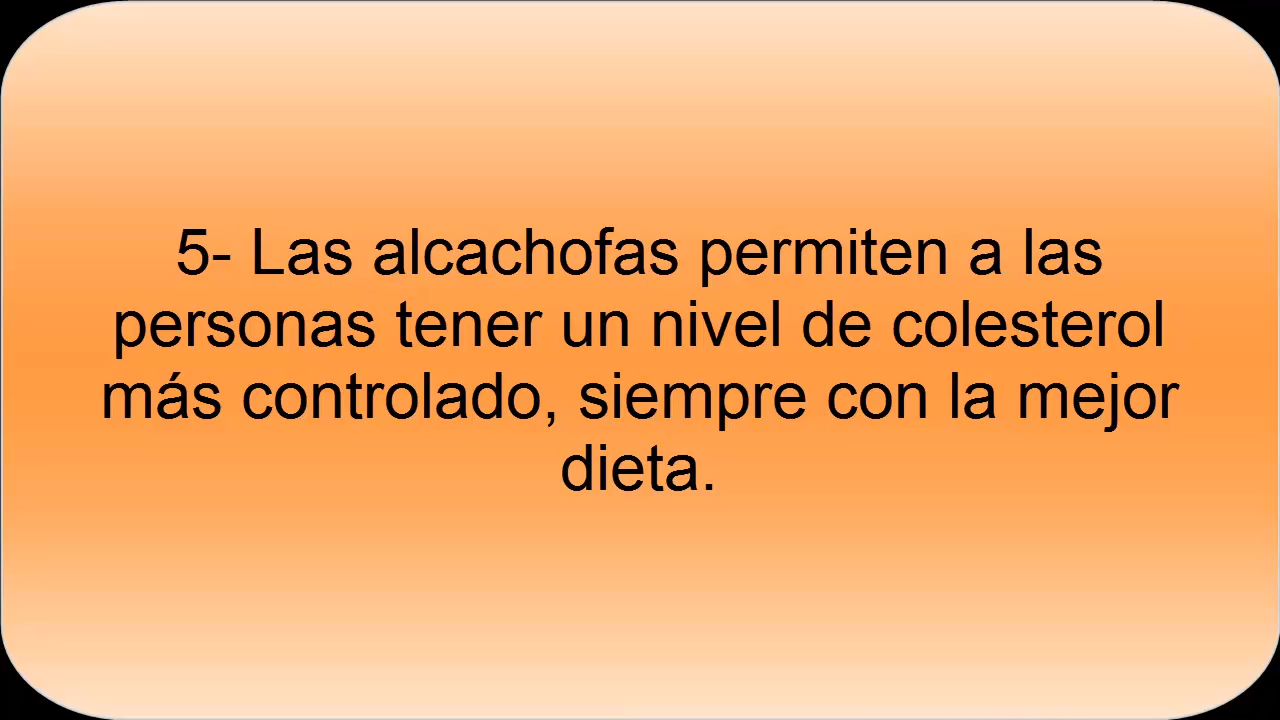 5- Las alcachofas permiten a las
personas tener un nivel de colesterol
más controlado, siempre con la mejor
dieta.